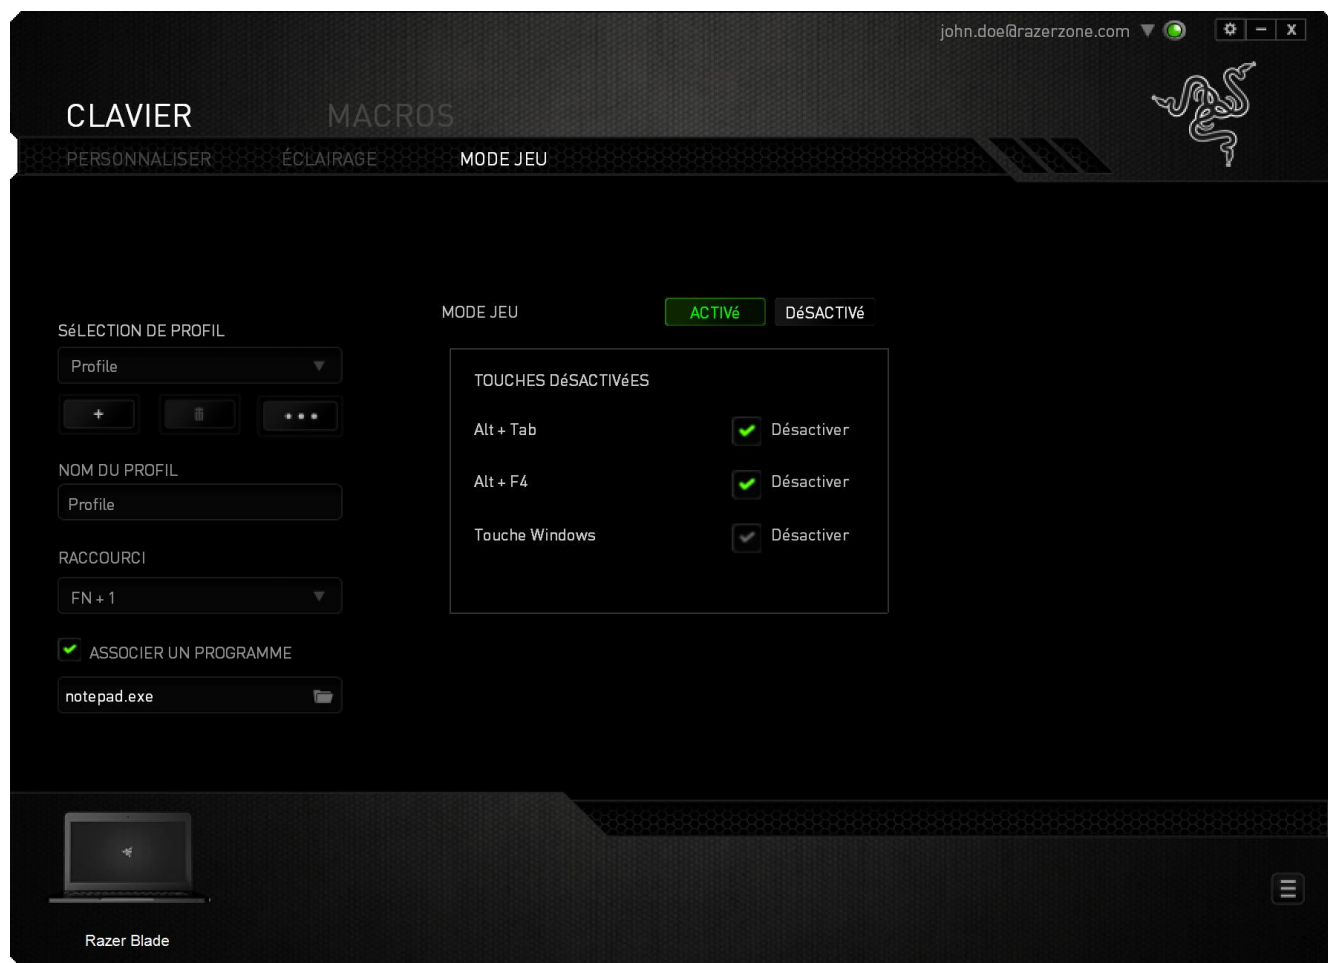 john.doe@razerzone.com
CLAVIER MACROS
PERSONNALISER ÉCLAIRAGE MODE JEU
MODE JEU ACTIVé DéSACTIVé
SéLECTION DE PROFIL
Profile
TOUCHES DéSACTIVéES
Alt + Tab Désactiver
NOM DU PROFIL
Alt + F4 Désactiver
Profile
Touche Windows Désactiver
RACCOURCI
FN + 1
ASSOCIER UN PROGRAMME
notepad.exe
Razer Blade